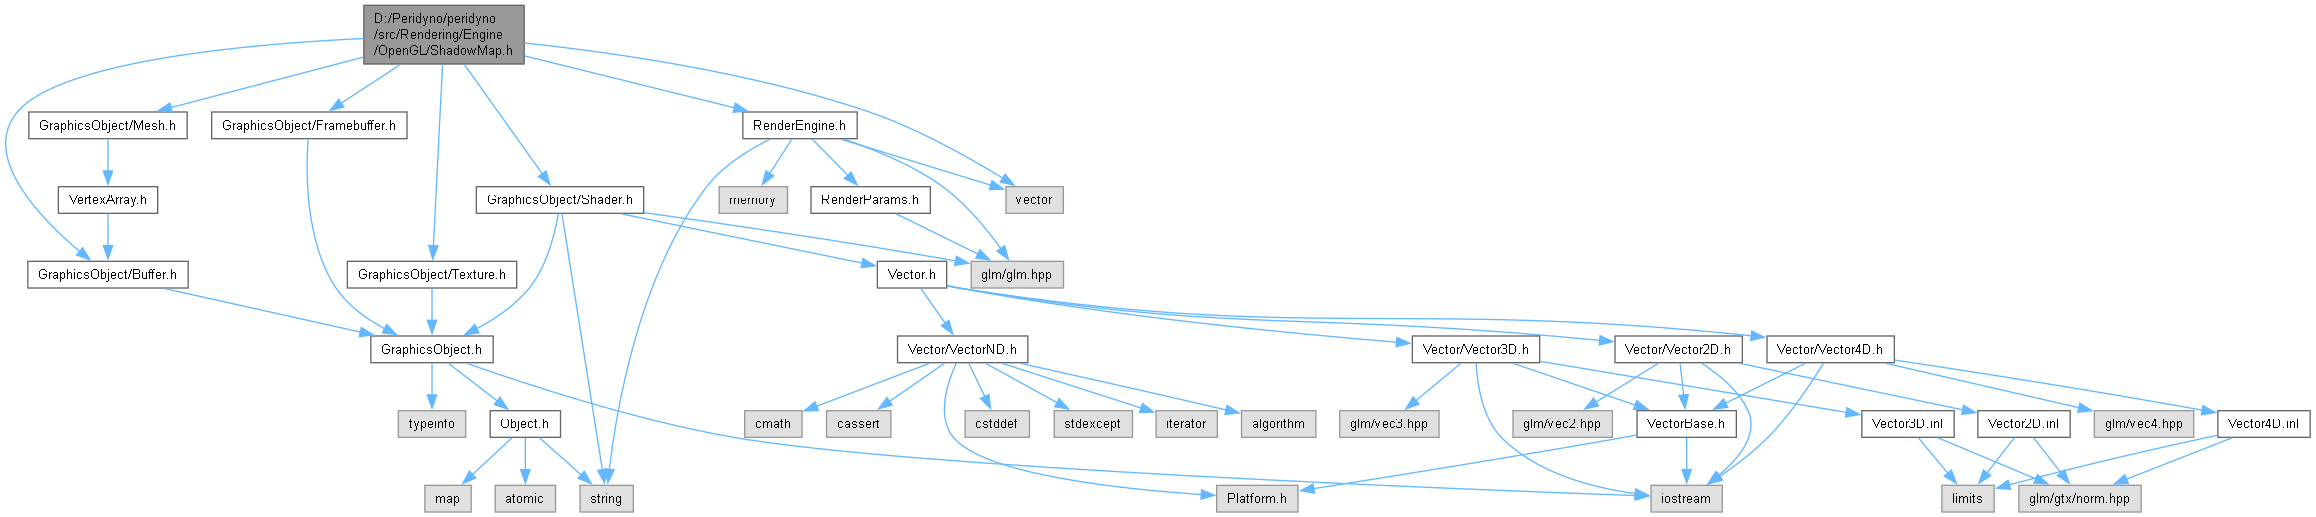 D:/Peridyno/peridyno
/src/Rendering/Engine
/OpenGL/ShadowMap.h
GraphicsObject/Mesh.h
GraphicsObject/Framebuffer.h
RenderEngine.h
VertexArray.h
GraphicsObject/Shader.h
memory
RenderParams.h
vector
GraphicsObject/Buffer.h
GraphicsObject/Texture.h
Vector.h
glm/glm.hpp
GraphicsObject.h
Vector/VectorND.h
Vector/Vector3D.h
Vector/Vector2D.h
Vector/Vector4D.h
typeinfo
Object.h
cmath
cassert
cstddef
stdexcept
iterator
algorithm
glm/vec3.hpp
glm/vec2.hpp
VectorBase.h
Vector3D.inl
Vector2D.inl
glm/vec4.hpp
Vector4D.inl
map
atomic
string
Platform.h
iostream
limits
glm/gtx/norm.hpp